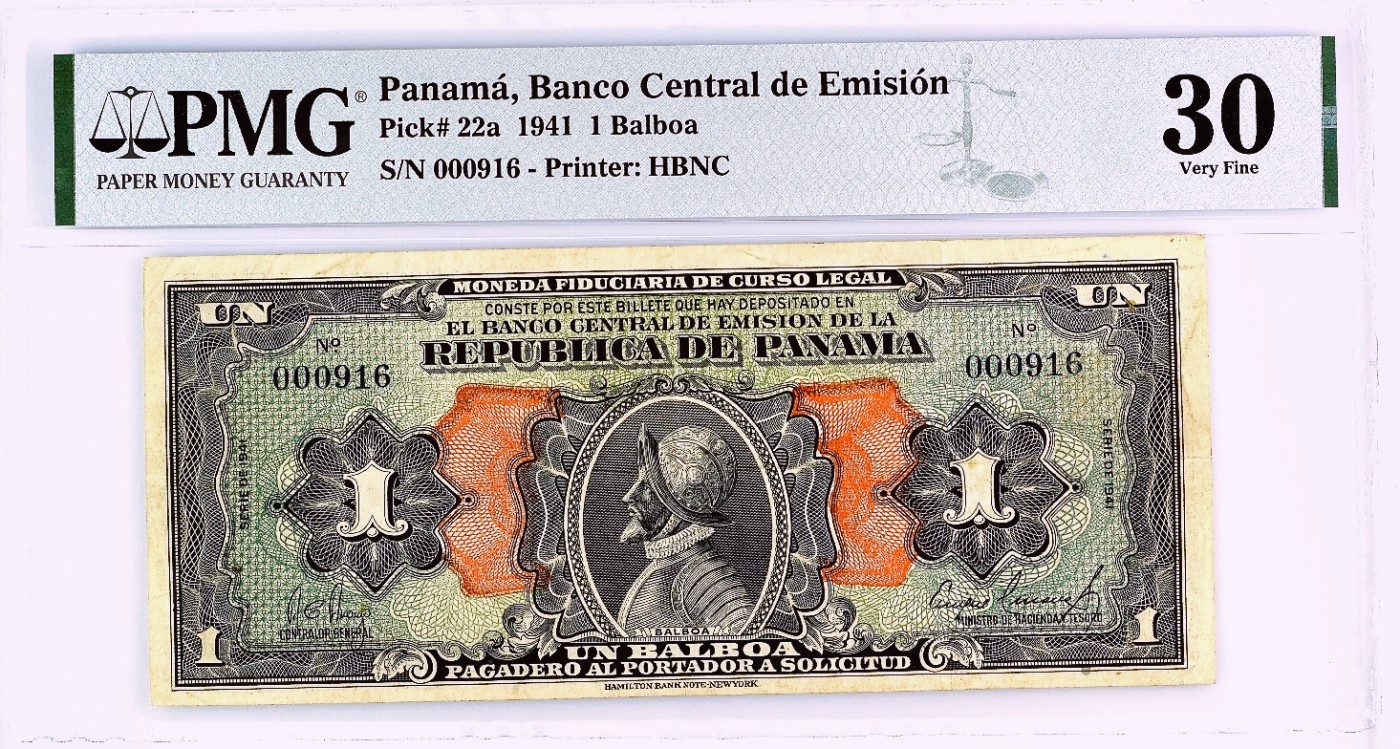 PMG®
PAPER MONEY GUARANTY
Panamá, Banco Central de Emisión
Pick# 22a 1941 1 Balboa
S/N 000916 - Printer: HBNC
30
Very Fine
MONEDA FIDUCIARIA DE CURSO LEGAL
UN
UN
CONSTE POR ESTE BILLETE QUE HAY DEPOSITADO EN
EL BANCO CENTRAL DE EMISION DE LA
REPUBLICA DE PANAMA
Nº
000916
Nº
000916
SERIE DE 1941
SERIE DE 1941
1
1
CONTRALOR GENERAL
MINISTRO DE HACIENDA Y TESORO
BALBOA
1
1
UN BALBOA
PAGADERO AL PORTADOR A SOLICITUD
HAMILTON BANK NOTE-NEW YORK